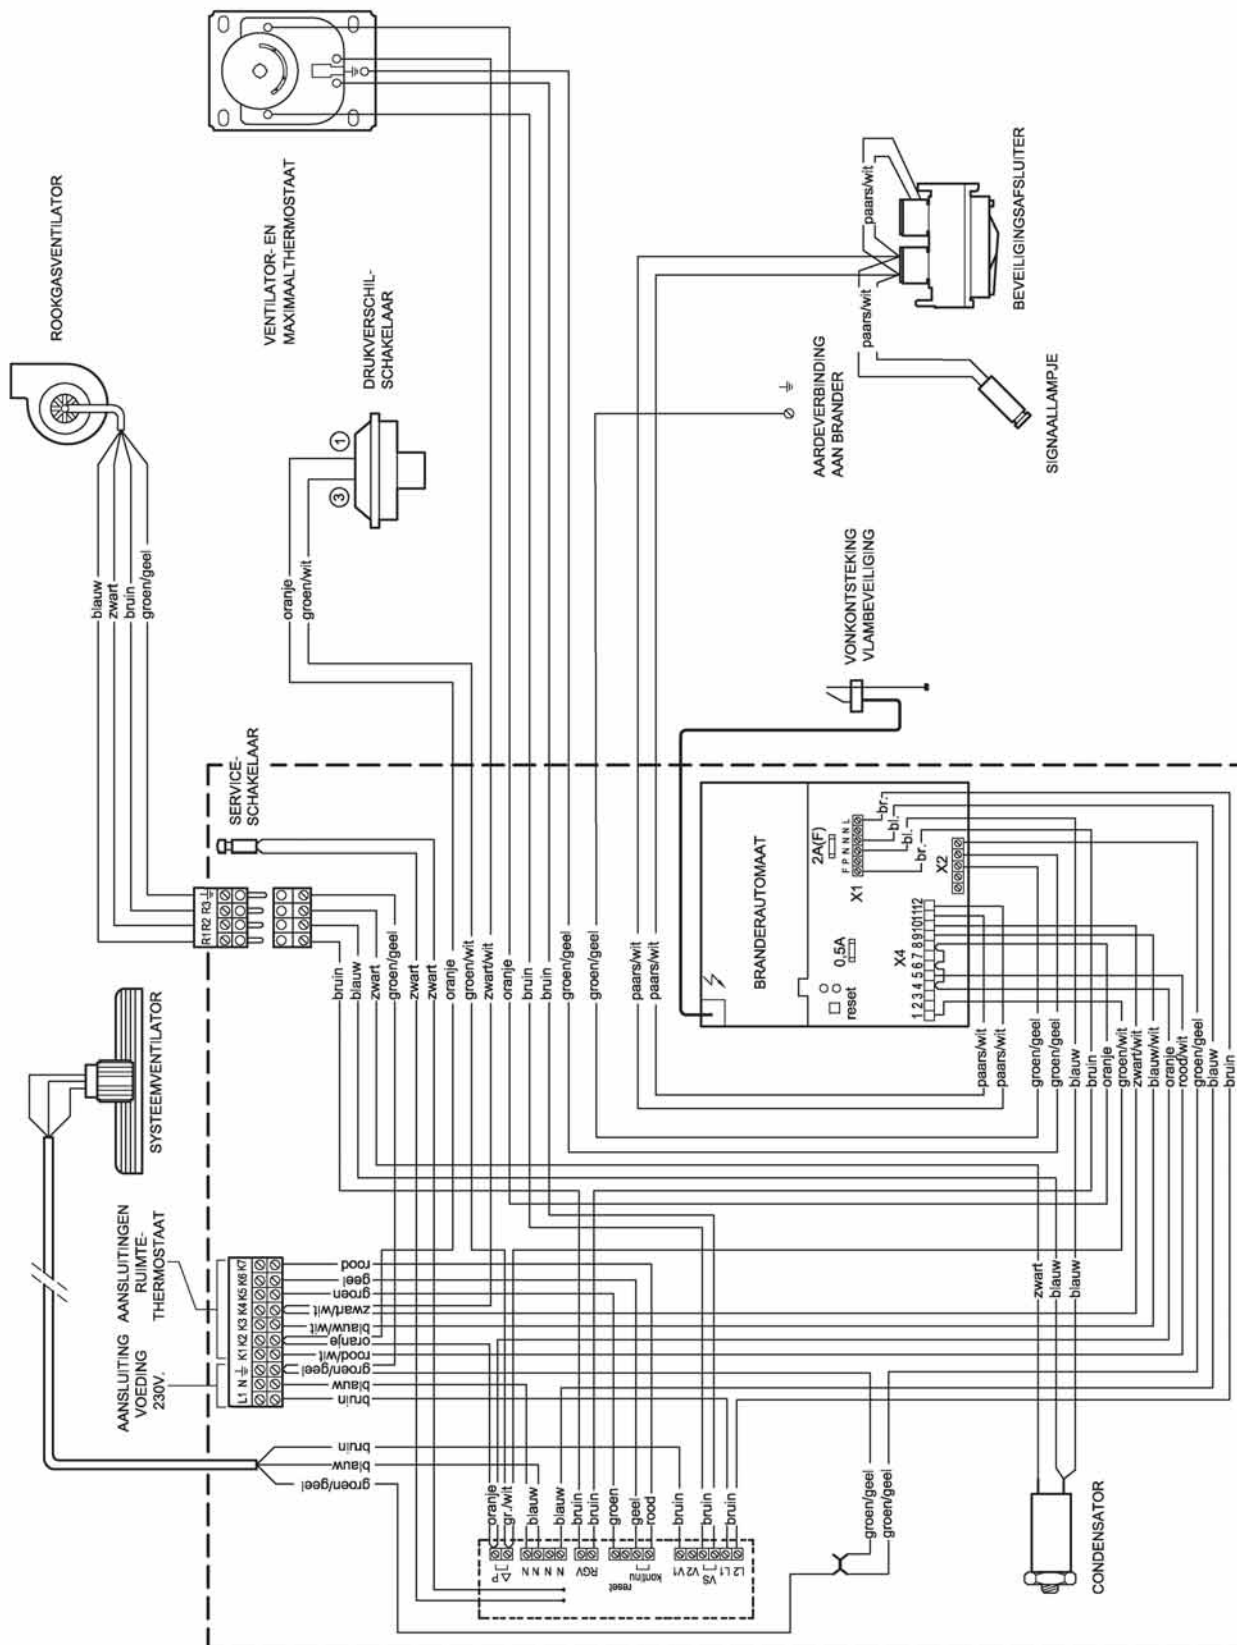 ROOKGASVENTILATOR
VENTILATOR- EN
MAXIMAALTHERMOSTAAT
DRUKVERSCHIL-
SCHAKELAAR
1
3
blauw
zwart
bruin
groen/geel
oranje
groen/wit
SERVICE-
SCHAKELAAR
R1 R2 R3
SYSTEEMVENTILATOR
AANSLUITINGEN
RUIMTE-
THERMOSTAAT
AANSLUITING
VOEDING
230V.
L1 N K1 K2 K3 K4 K5 K6 K7
rood
geel
groen
zwart/wit
blauw/wit
oranje
rood/wit
groen/geel
blauw
bruin
bruin
blauw
groen/geel
bruin
blauw
zwart
groen/geel
zwart
zwart
oranje
groen/wit
zwart/wit
oranje
bruin
bruin
groen/geel
groen/geel
paars/wit
paars/wit
BEVEILIGINGSAFSLUITER
paars/wit
paars/wit
SIGNAALLAMPJE
AARDEVERBINDING
AAN BRANDER
VONKONTSTEKING
VLAMBEVEILIGING
BRANDERAUTOMAAT
2A(F)
F P N N N L
X1
br.
bl.
bl.
br.
X2
reset
0,5A
X4
1 2 3 4 5 6 7 8 9 10 11 12
paars/wit
paars/wit
groen/geel
groen/geel
blauw
bruin
oranje
groen/wit
zwart/wit
blauw/wit
oranje
rood/wit
groen/geel
blauw
bruin
zwart
blauw
blauw
CONDENSATOR
oranje
gr./wit
blauw
blauw
bruin
bruin
groen
geel
rood
bruin
bruin
bruin
groen/geel
groen/geel
△P
N N N N
RGV
reset
kontinu
V2 V1
VS
L2 L1